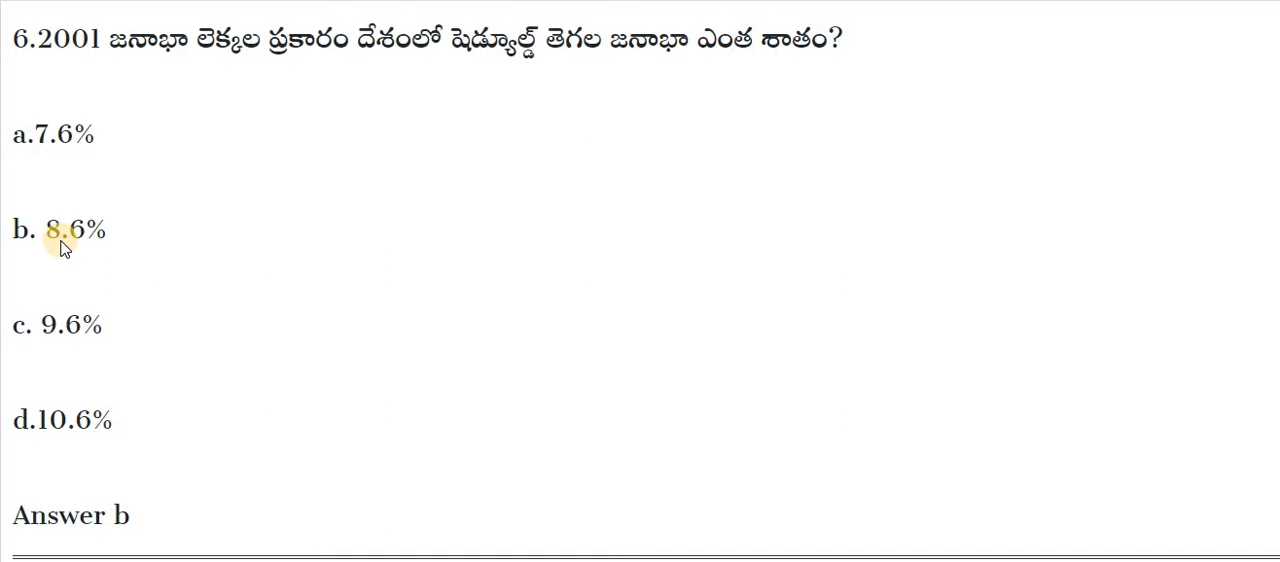 6.2001 జనాభా లెక్కల ప్రకారం దేశంలో షెడ్యూల్డ్ తెగల జనాభా ఎంత శాతం?
a.7.6%
b. 8.6%
c. 9.6%
d.10.6%
Answer b